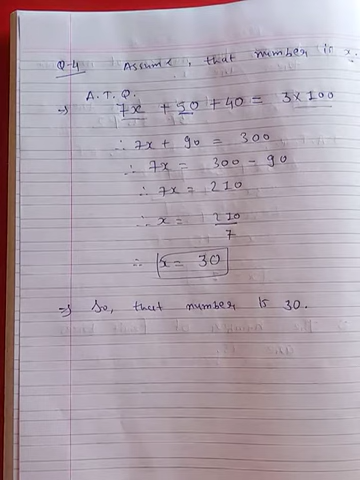 Q-4 Assume, that number is x.
A.T.Q.
⇒ 7x + 50 + 40 = 3 x 100
∴ 7x + 90 = 300
∴ 7x = 300 - 90
∴ 7x = 210
∴ x = 210/7
∴ x = 30
⇒ So, that number is 30.